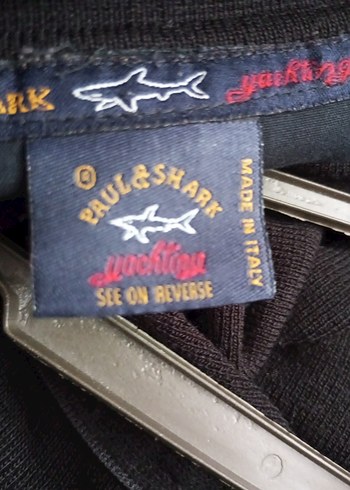 ARK
yachting
®
PAUL & SHARK
yachting
SEE ON REVERSE
MADE IN ITALY